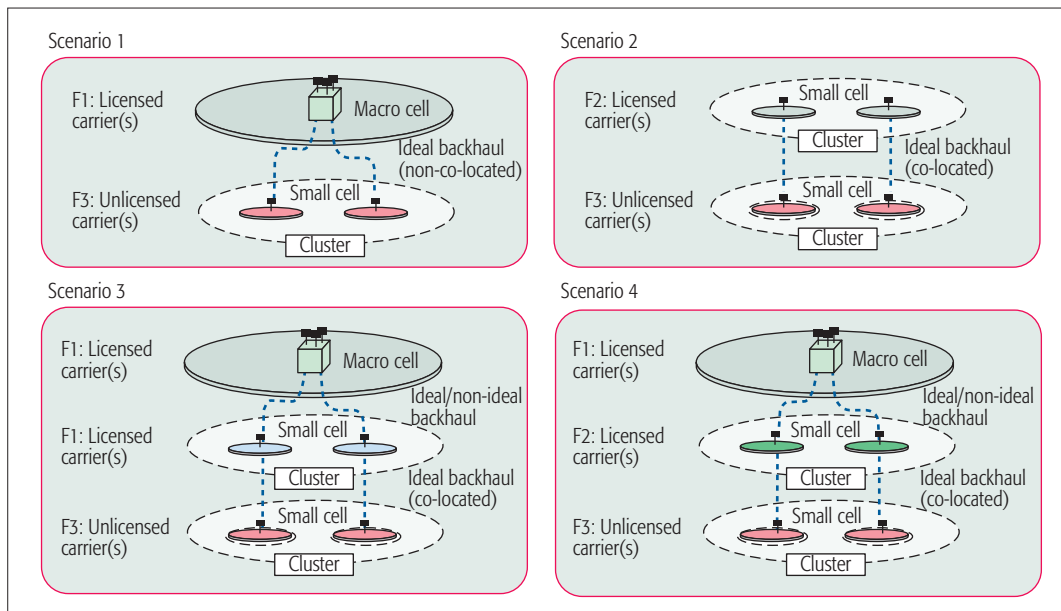 Scenario 1
F1: Licensed
carrier(s)
Macro cell
Ideal backhaul
(non-co-located)
F3: Unlicensed
carrier(s)
Small cell
Cluster
Scenario 2
F2: Licensed
carrier(s)
Small cell
Cluster
Ideal backhaul
(co-located)
F3: Unlicensed
carrier(s)
Small cell
Cluster
Scenario 3
F1: Licensed
carrier(s)
Macro cell
Ideal/non-ideal
backhaul
F1: Licensed
carrier(s)
Small cell
Cluster
Ideal backhaul
(co-located)
F3: Unlicensed
carrier(s)
Small cell
Cluster
Scenario 4
F1: Licensed
carrier(s)
Macro cell
Ideal/non-ideal
backhaul
F2: Licensed
carrier(s)
Small cell
Cluster
Ideal backhaul
(co-located)
F3: Unlicensed
carrier(s)
Small cell
Cluster